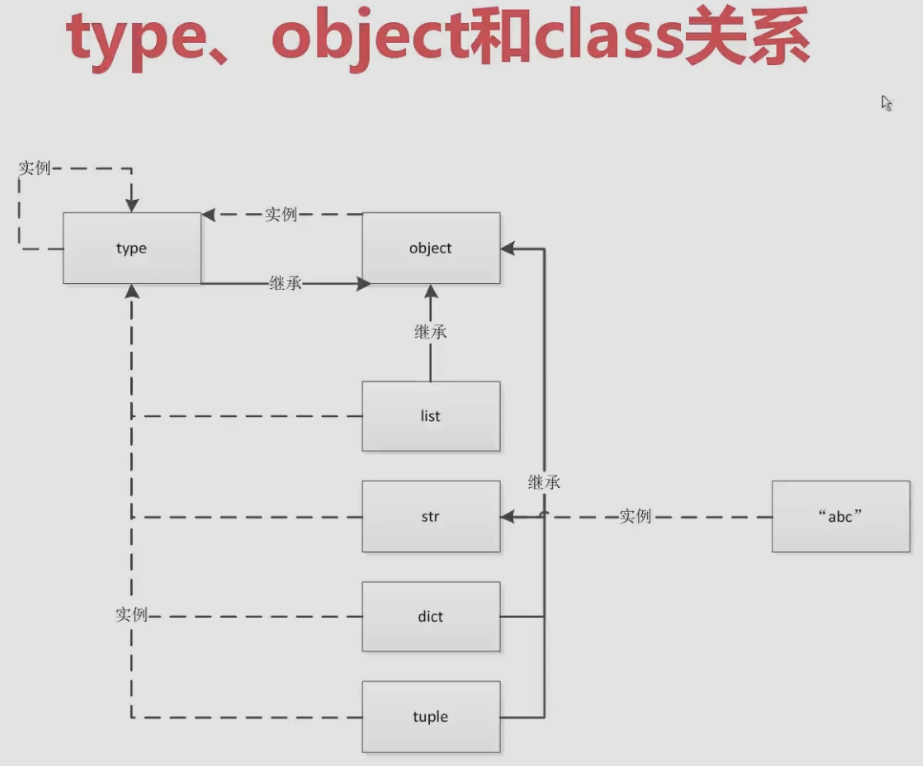 type、object和class关系
实例
实例
type
object
继承
继承
list
继承
str
实例
“abc”
实例
dict
tuple